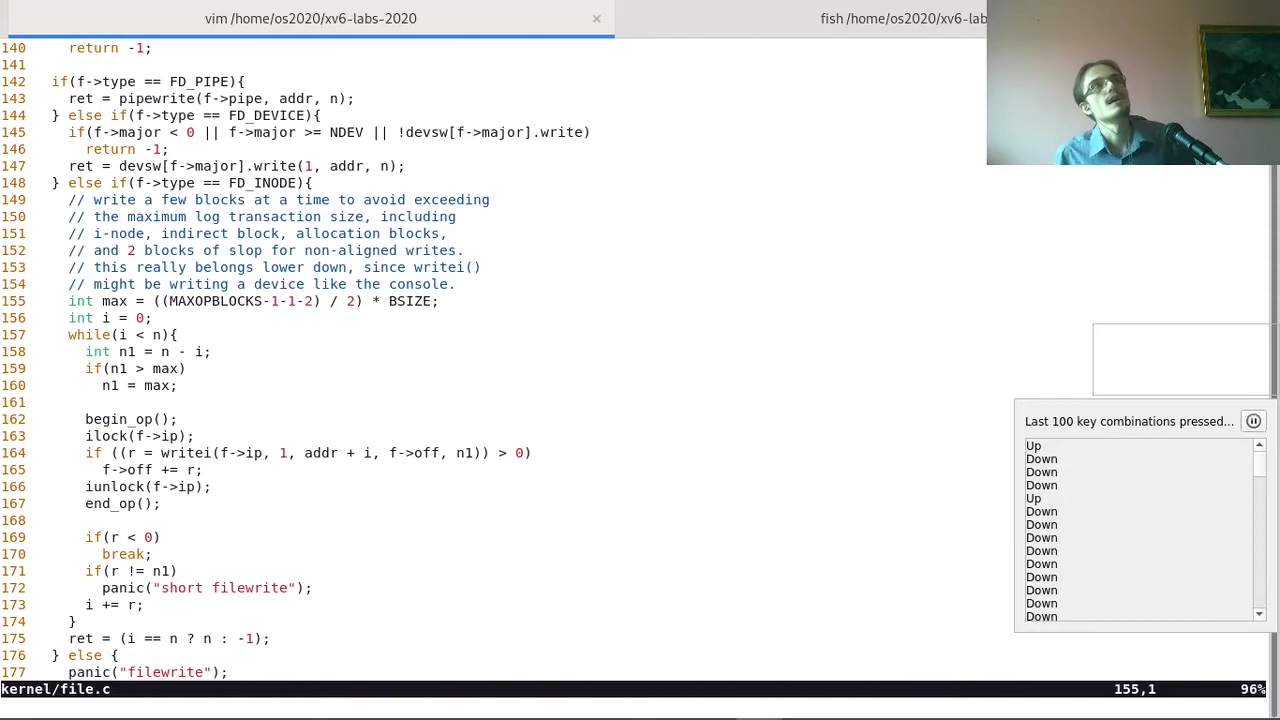 vim /home/os2020/xv6-labs-2020
fish /home/os2020/xv6-lab
140     return -1;
141
142   if(f->type == FD_PIPE){
143     ret = pipewrite(f->pipe, addr, n);
144   } else if(f->type == FD_DEVICE){
145     if(f->major < 0 || f->major >= NDEV || !devsw[f->major].write)
146       return -1;
147     ret = devsw[f->major].write(1, addr, n);
148   } else if(f->type == FD_INODE){
149     // write a few blocks at a time to avoid exceeding
150     // the maximum log transaction size, including
151     // i-node, indirect block, allocation blocks,
152     // and 2 blocks of slop for non-aligned writes.
153     // this really belongs lower down, since writei()
154     // might be writing a device like the console.
155     int max = ((MAXOPBLOCKS-1-1-2) / 2) * BSIZE;
156     int i = 0;
157     while(i < n){
158       int n1 = n - i;
159       if(n1 > max)
160         n1 = max;
161
162       begin_op();
163       ilock(f->ip);
164       if ((r = writei(f->ip, 1, addr + i, f->off, n1)) > 0)
165         f->off += r;
166       iunlock(f->ip);
167       end_op();
168
169       if(r < 0)
170         break;
171       if(r != n1)
172         panic("short filewrite");
173       i += r;
174     }
175     ret = (i == n ? n : -1);
176   } else {
177     panic("filewrite");
kernel/file.c 155,1 96%
Last 100 key combinations pressed...
Up
Down
Down
Down
Up
Down
Down
Down
Down
Down
Down
Down
Down
Down